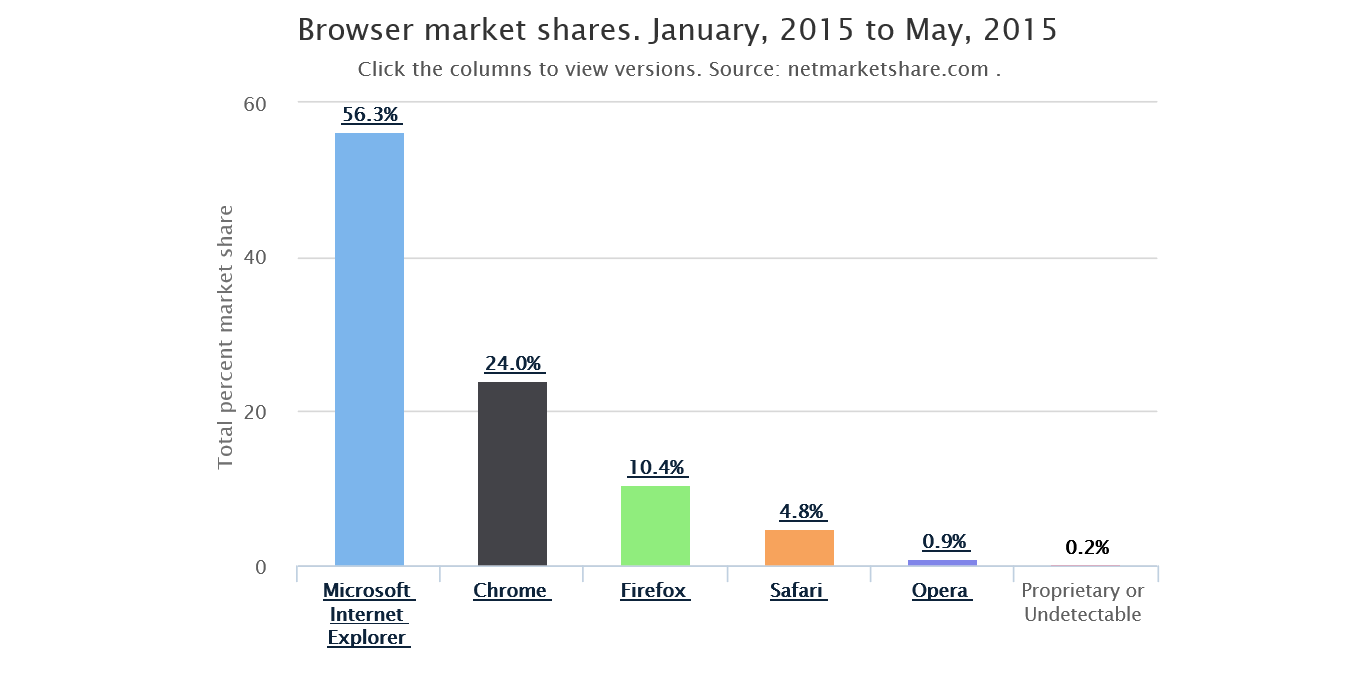 Browser market shares. January, 2015 to May, 2015
Click the columns to view versions. Source: netmarketshare.com .
Total percent market share
60
40
20
0
56.3%
24.0%
10.4%
4.8%
0.9%
0.2%
Microsoft
Internet
Explorer
Chrome
Firefox
Safari
Opera
Proprietary or
Undetectable